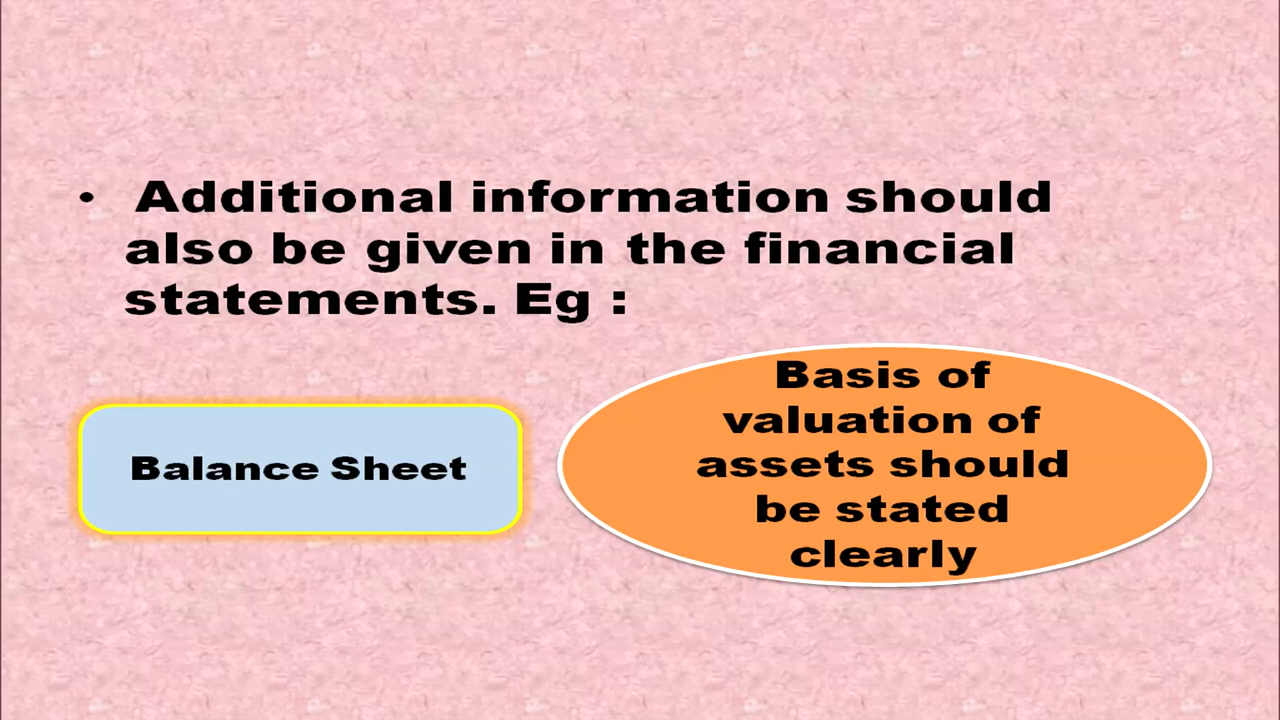 • Additional information should
also be given in the financial
statements. Eg :
Balance Sheet
Basis of
valuation of
assets should
be stated
clearly